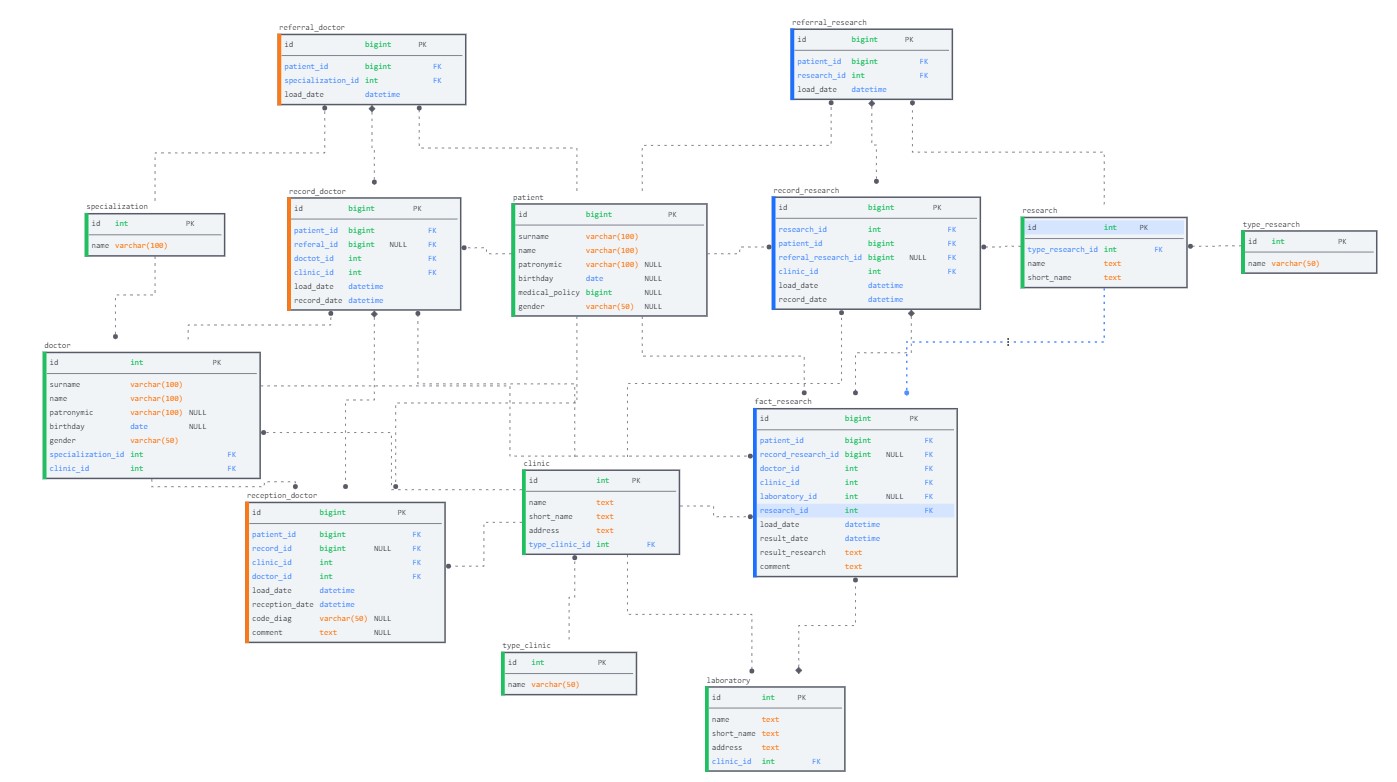 referral_doctor
id bigint PK
patient_id bigint FK
specialization_id int FK
load_date datetime
referral_research
id bigint PK
patient_id bigint FK
research_id int FK
load_date datetime
specialization
id int PK
name varchar(100)
record_doctor
id bigint PK
patient_id bigint FK
referal_id bigint NULL FK
doctot_id int FK
clinic_id int FK
load_date datetime
record_date datetime
patient
id bigint PK
surname varchar(100)
name varchar(100)
patronymic varchar(100) NULL
birthday date NULL
medical_policy bigint NULL
gender varchar(50) NULL
record_research
id bigint PK
research_id int FK
patient_id bigint FK
referal_research_id bigint NULL FK
clinic_id int FK
load_date datetime
record_date datetime
research
id int PK
type_research_id int FK
name text
short_name text
type_research
id int PK
name varchar(50)
doctor
id int PK
surname varchar(100)
name varchar(100)
patronymic varchar(100) NULL
birthday date NULL
gender varchar(50)
specialization_id int FK
clinic_id int FK
fact_research
id bigint PK
patient_id bigint FK
record_research_id bigint NULL FK
doctor_id int FK
clinic_id int FK
laboratory_id int NULL FK
research_id int FK
load_date datetime
result_date datetime
result_research text
comment text
clinic
id int PK
name text
short_name text
address text
type_clinic_id int FK
reception_doctor
id bigint PK
patient_id bigint FK
record_id bigint NULL FK
clinic_id int FK
doctor_id int FK
load_date datetime
reception_date datetime
code_diag varchar(50) NULL
comment text NULL
type_clinic
id int PK
name varchar(50)
laboratory
id int PK
name text
short_name text
address text
clinic_id int FK